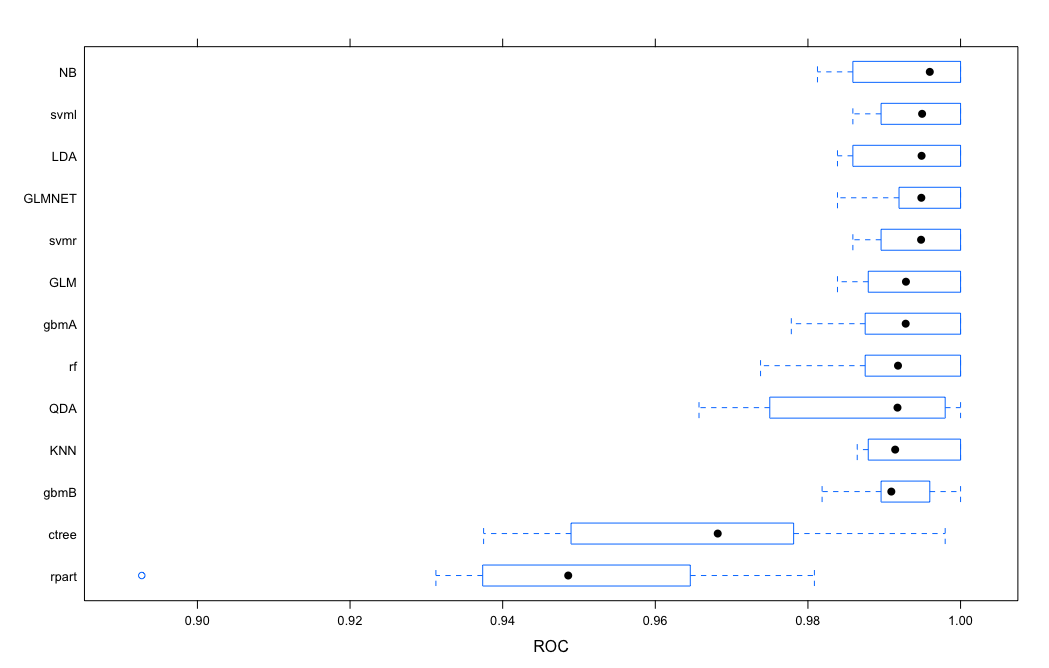 NB
svml
LDA
GLMNET
svmr
GLM
gbmA
rf
QDA
KNN
gbmB
ctree
rpart
0.90 0.92 0.94 0.96 0.98 1.00
ROC